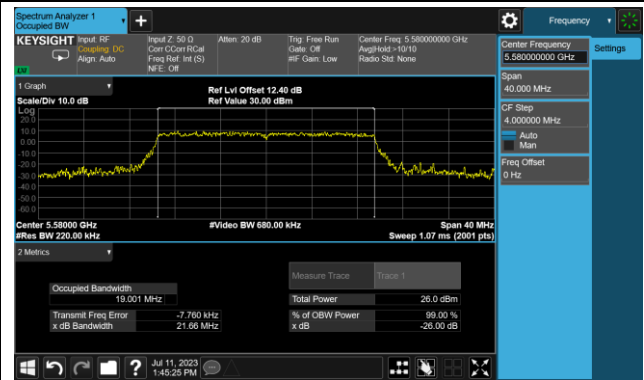 Spectrum Analyzer 1
Occupied BW
Frequency
KEYSIGHT
Input: RF
Coupling: DC
Align: Auto
Input Z: 50 Ω
Corr CCorr RCal
Freq Ref: Int (S)
NFE: Off
Atten: 20 dB
Trig: Free Run
Gate: Off
#IF Gain: Low
Center Freq: 5.580000000 GHz
Avg|Hold:>10/10
Radio Std: None
Center Frequency
5.580000000 GHz
Settings
Span
40.000 MHz
CF Step
4.000000 MHz
Auto
Man
Freq Offset
0 Hz
1 Graph
Scale/Div 10.0 dB
Ref Lvl Offset 12.40 dB
Ref Value 30.00 dBm
Log
20.0
10.0
0.00
-10.0
-20.0
-30.0
-40.0
-50.0
-60.0
Center 5.58000 GHz
#Res BW 220.00 kHz
#Video BW 680.00 kHz
Span 40 MHz
Sweep 1.07 ms (2001 pts)
2 Metrics
Measure Trace
Trace 1
Occupied Bandwidth
19.001 MHz
Total Power
26.0 dBm
Transmit Freq Error
-7.760 kHz
% of OBW Power
99.00 %
x dB Bandwidth
21.66 MHz
x dB
-26.00 dB
Jul 11, 2023
1:45:25 PM